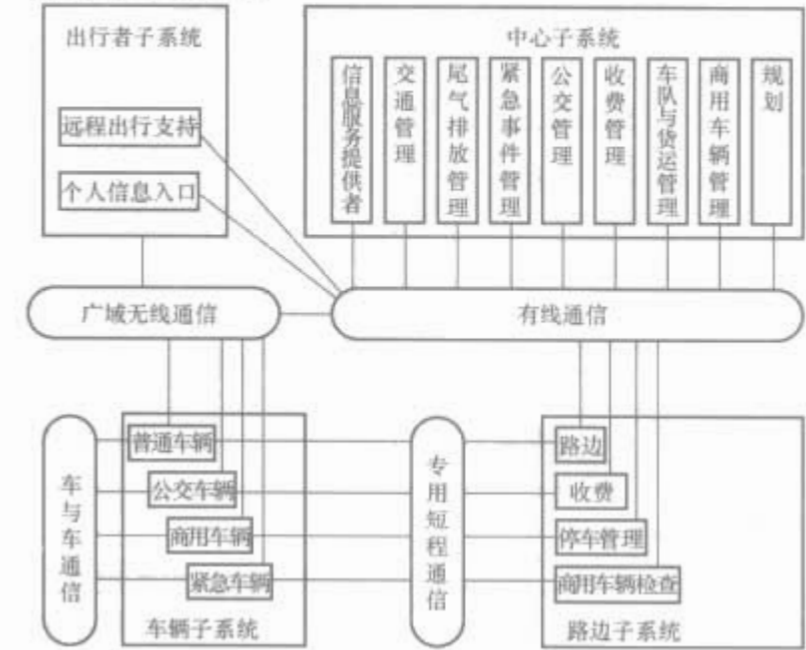 出行者子系统
远程出行支持
个人信息入口
中心子系统
信息服务提供者
交通管理
尾气排放管理
紧急事件管理
公交管理
收费管理
车队与货运管理
商用车辆管理
规划
广域无线通信
有线通信
车与车通信
普通车辆
公交车辆
商用车辆
紧急车辆
车辆子系统
专用短程通信
路边
收费
停车管理
商用车辆检查
路边子系统